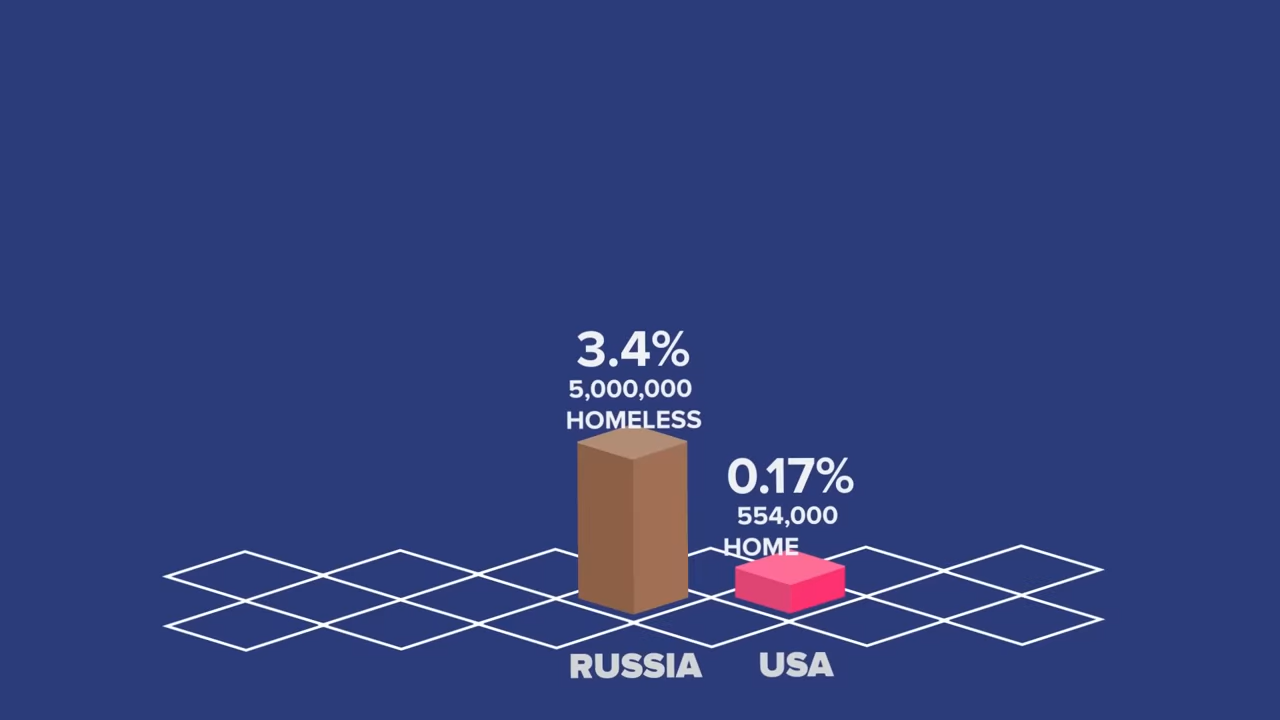 3.4%
5,000,000
HOMELESS
0.17%
554,000
HOME
RUSSIA
USA